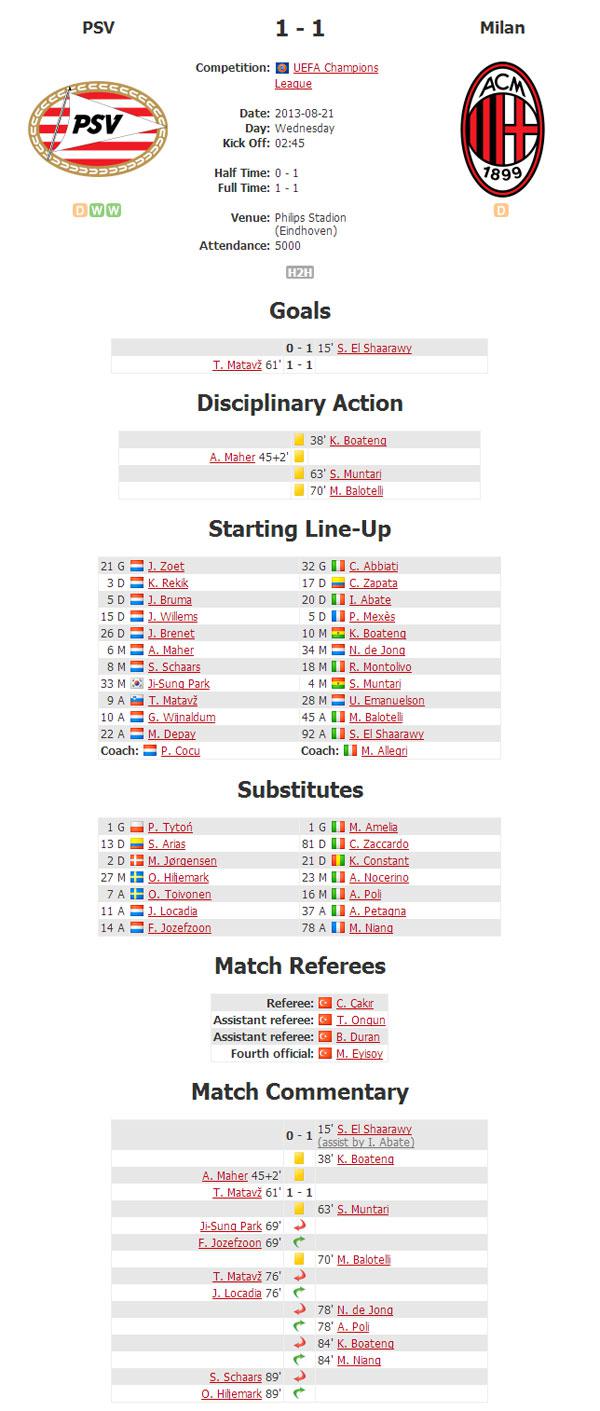 PSV 1 - 1 Milan
Competition: UEFA Champions
League
PSV
ACM
1899
Date: 2013-08-21
Day: Wednesday
Kick Off: 02:45
Half Time: 0 - 1
Full Time: 1 - 1
D W W
D
Venue: Philips Stadion
(Eindhoven)
Attendance: 5000
H2H
Goals
0 - 1 15' S. El Shaarawy
T. Matavž 61' 1 - 1
Disciplinary Action
38' K. Boateng
A. Maher 45+2'
63' S. Muntari
70' M. Balotelli
Starting Line-Up
21 G J. Zoet 32 G C. Abbiati
3 D K. Rekik 17 D C. Zapata
5 D J. Bruma 20 D I. Abate
15 D J. Willems 5 D P. Mexès
26 D J. Brenet 10 M K. Boateng
6 M A. Maher 34 M N. de Jong
8 M S. Schaars 18 M R. Montolivo
33 M Ji-Sung Park 4 M S. Muntari
9 A T. Matavž 28 M U. Emanuelson
10 A G. Wijnaldum 45 A M. Balotelli
22 A M. Depay 92 A S. El Shaarawy
Coach: P. Cocu Coach: M. Allegri
Substitutes
1 G P. Tytoń 1 G M. Amelia
13 D S. Arias 81 D C. Zaccardo
2 D M. Jørgensen 21 D K. Constant
27 M O. Hiljemark 23 M A. Nocerino
7 A O. Toivonen 16 M A. Poli
11 A J. Locadia 37 A A. Petagna
14 A F. Jozefzoon 78 A M. Niang
Match Referees
Referee: C. Çakır
Assistant referee: T. Ongun
Assistant referee: B. Duran
Fourth official: M. Eyisoy
Match Commentary
0 - 1 15' S. El Shaarawy
(assist by I. Abate)
38' K. Boateng
A. Maher 45+2'
T. Matavž 61' 1 - 1
63' S. Muntari
Ji-Sung Park 69'
F. Jozefzoon 69'
70' M. Balotelli
T. Matavž 76'
J. Locadia 76'
78' N. de Jong
78' A. Poli
84' K. Boateng
84' M. Niang
S. Schaars 89'
O. Hiljemark 89'